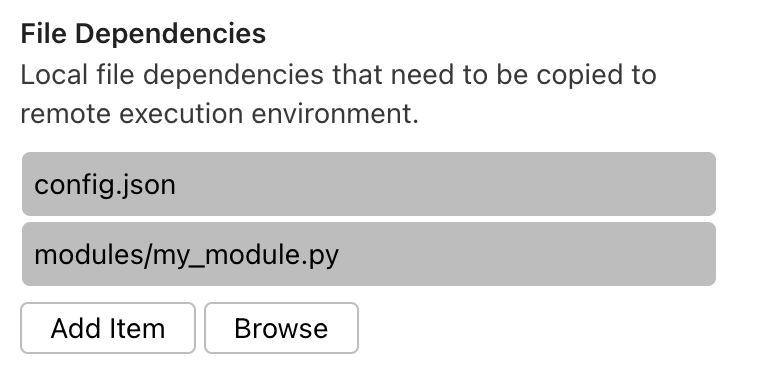 File Dependencies
Local file dependencies that need to be copied to
remote execution environment.
config.json
modules/my_module.py
Add Item Browse